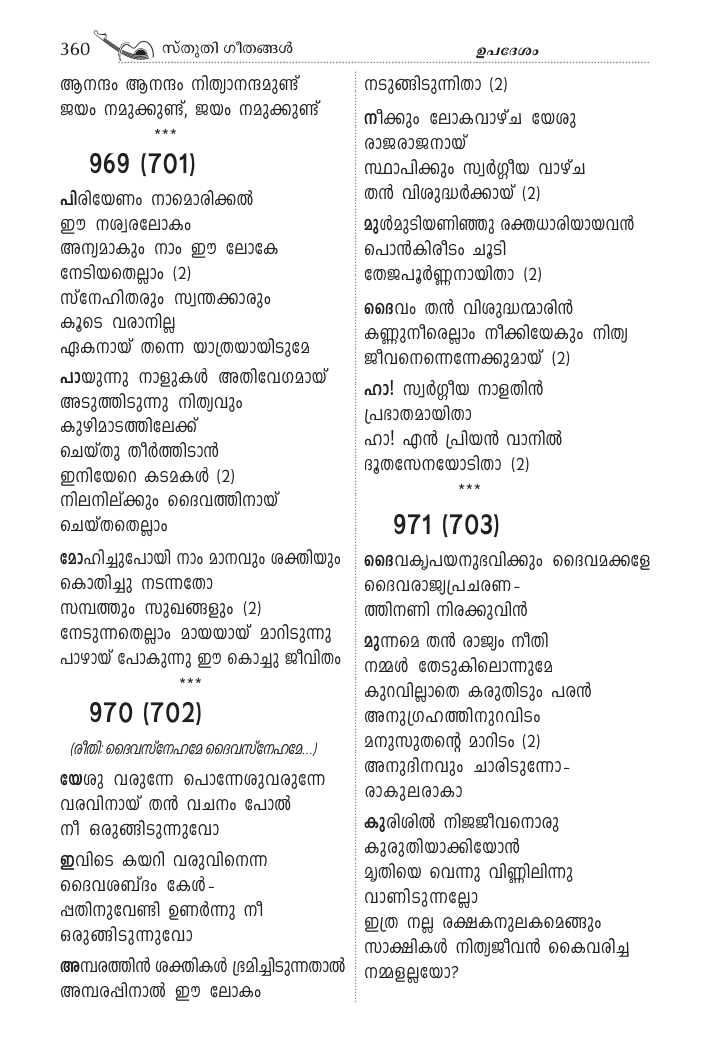 360 സ്തുതി ഗീതങ്ങൾ
ഉപദേശം
ആനന്ദം ആനന്ദം നിത്യാനന്ദമുണ്ട്
ജയം നമുക്കുണ്ട്, ജയം നമുക്കുണ്ട്
***
969 (701)
പിരിയേണം നാമൊരിക്കൽ
ഈ നശ്വരലോകം
അന്യമാകും നാം ഈ ലോകേ
നേടിയതെല്ലാം (2)
സ്നേഹിതരും സ്വന്തക്കാരും
കൂടെ വരാനില്ല
ഏകനായ് തന്നെ യാത്രയായിടുമേ
പായുന്നു നാളുകൾ അതിവേഗമായ്
അടുത്തിടുന്നു നിത്യവും
കുഴിമാടത്തിലേക്ക്
ചെയ്തു തീർത്തിടാൻ
ഇനിയേറെ കടമകൾ (2)
നിലനില്ക്കും ദൈവത്തിനായ്
ചെയ്തതെല്ലാം
മോഹിച്ചുപോയി നാം മാനവും ശക്തിയും
കൊതിച്ചു നടന്നതോ
സമ്പത്തും സുഖങ്ങളും (2)
നേടുന്നതെല്ലാം മായയായ് മാറിടുന്നു
പാഴായ് പോകുന്നു ഈ കൊച്ചു ജീവിതം
***
970 (702)
(രീതി: ദൈവസ്നേഹമേ ദൈവസ്നേഹമേ...)
യേശു വരുന്നേ പൊന്നേശുവരുന്നേ
വരവിനായ് തൻ വചനം പോൽ
നീ ഒരുങ്ങിടുന്നുവോ
ഇവിടെ കയറി വരുവിനെന്ന
ദൈവശബ്ദം കേൾ-
പ്പതിനുവേണ്ടി ഉണർന്നു നീ
ഒരുങ്ങിടുന്നുവോ
അമ്പരത്തിൻ ശക്തികൾ ഭ്രമിച്ചിടുന്നതാൽ
അമ്പരപ്പിനാൽ ഈ ലോകം
നടുങ്ങിടുന്നിതാ (2)
നീക്കും ലോകവാഴ്ച യേശു
രാജരാജനായ്
സ്ഥാപിക്കും സ്വർഗ്ഗീയ വാഴ്ച
തൻ വിശുദ്ധർക്കായ് (2)
മുൾമുടിയണിഞ്ഞു രക്തധാരിയായവൻ
പൊൻകിരീടം ചൂടി
തേജപൂർണ്ണനായിതാ (2)
ദൈവം തൻ വിശുദ്ധന്മാരിൻ
കണ്ണുനീരെല്ലാം നീക്കിയേകും നിത്യ
ജീവനെന്നെന്നേക്കുമായ് (2)
ഹാ! സ്വർഗ്ഗീയ നാളതിൻ
പ്രഭാതമായിതാ
ഹാ! എൻ പ്രിയൻ വാനിൽ
ദൂതസേനയോടിതാ (2)
***
971 (703)
ദൈവകൃപയനുഭവിക്കും ദൈവമക്കളേ
ദൈവരാജ്യപ്രചരണ-
ത്തിനണി നിരക്കുവിൻ
മുന്നമെ തൻ രാജ്യം നീതി
നമ്മൾ തേടുകിലൊന്നുമേ
കുറവില്ലാതെ കരുതിടും പരൻ
അനുഗ്രഹത്തിനുറവിടം
മനുസുതന്റെ മാറിടം (2)
അനുദിനവും ചാരിടുന്നോ-
രാകുലരാകാ
കുരിശിൽ നിജജീവനൊരു
കുരുതിയാക്കിയോൻ
മൃതിയെ വെന്നു വിണ്ണിലിന്നു
വാണിടുന്നല്ലോ
ഇത്ര നല്ല രക്ഷകനുലകമെങ്ങും
സാക്ഷികൾ നിത്യജീവൻ കൈവരിച്ച
നമ്മളല്ലയോ?